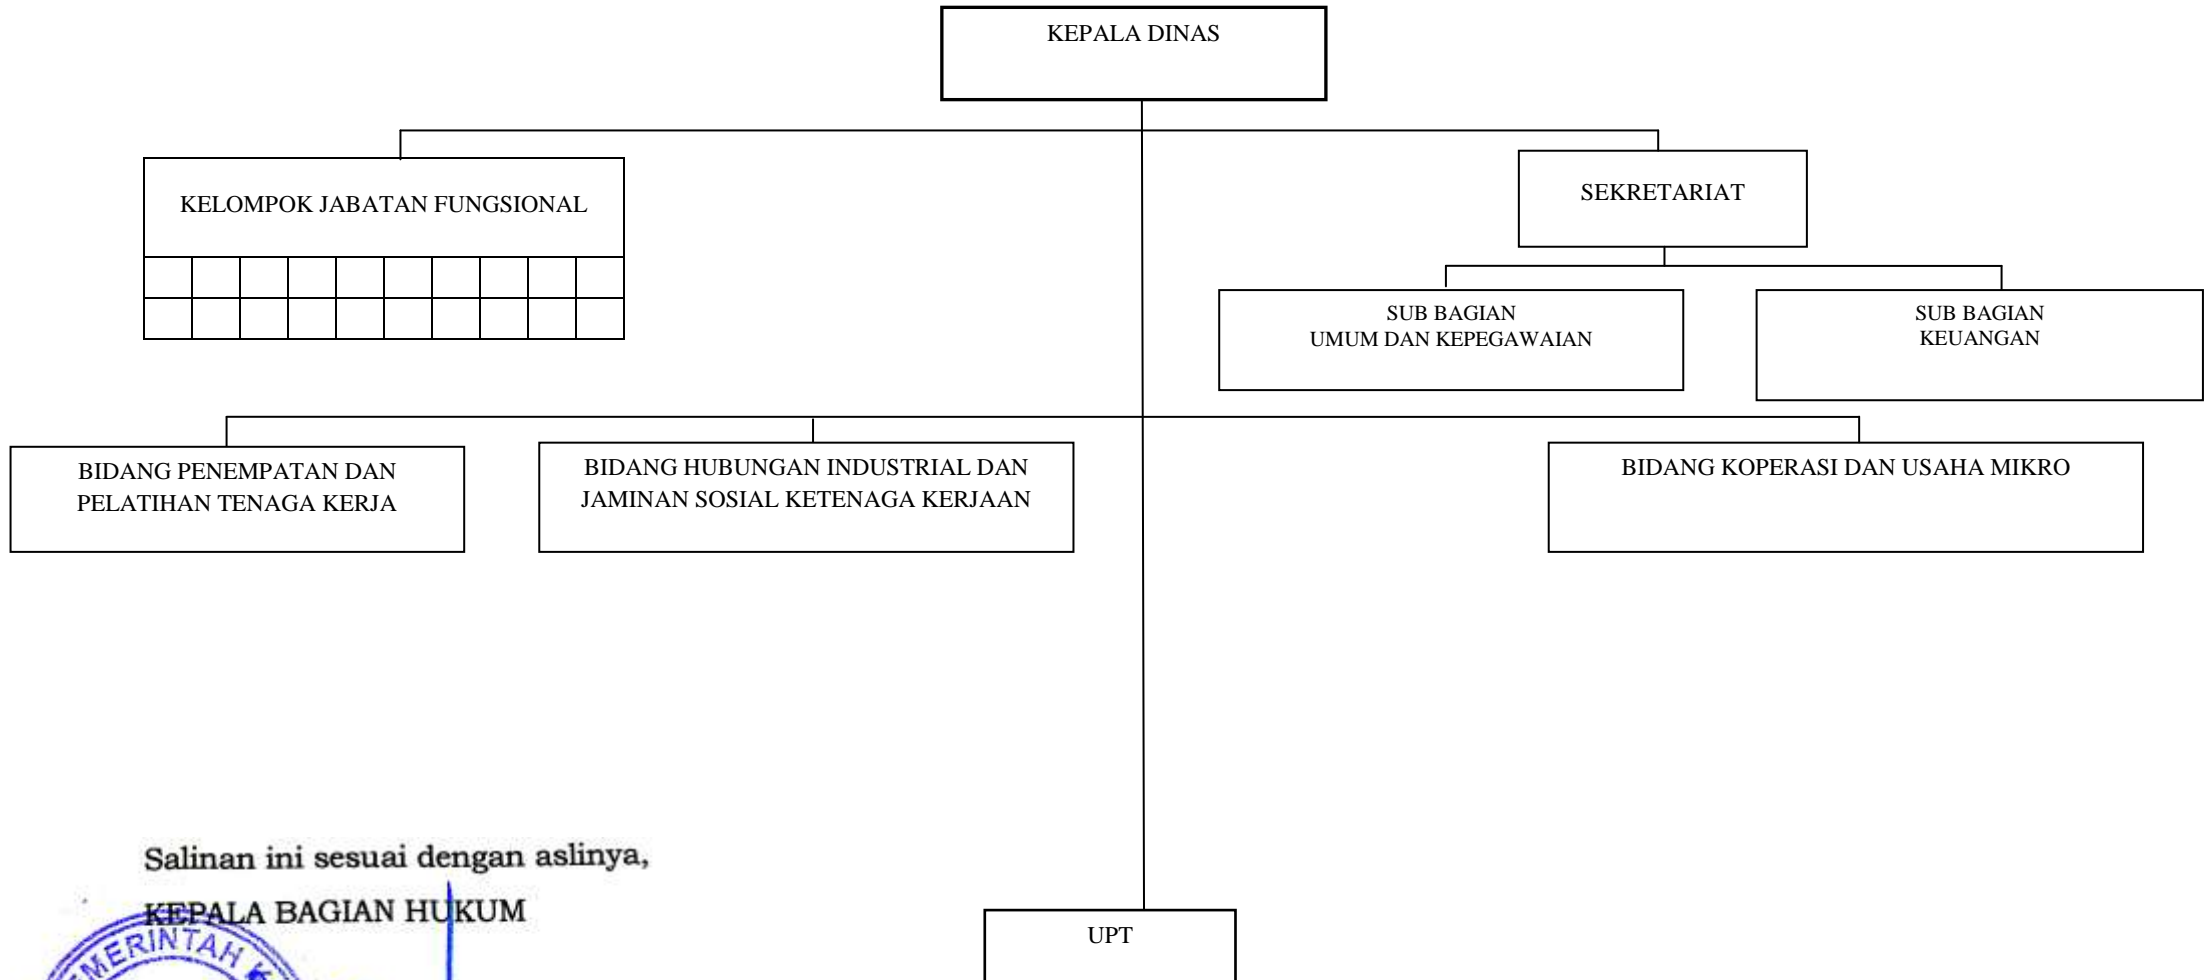 KEPALA DINAS
KELOMPOK JABATAN FUNGSIONAL
SEKRETARIAT
SUB BAGIAN
UMUM DAN KEPEGAWAIAN
SUB BAGIAN
KEUANGAN
BIDANG PENEMPATAN DAN
PELATIHAN TENAGA KERJA
BIDANG HUBUNGAN INDUSTRIAL DAN
JAMINAN SOSIAL KETENAGA KERJAAN
BIDANG KOPERASI DAN USAHA MIKRO
Salinan ini sesuai dengan aslinya,
KEPALA BAGIAN HUKUM
UPT